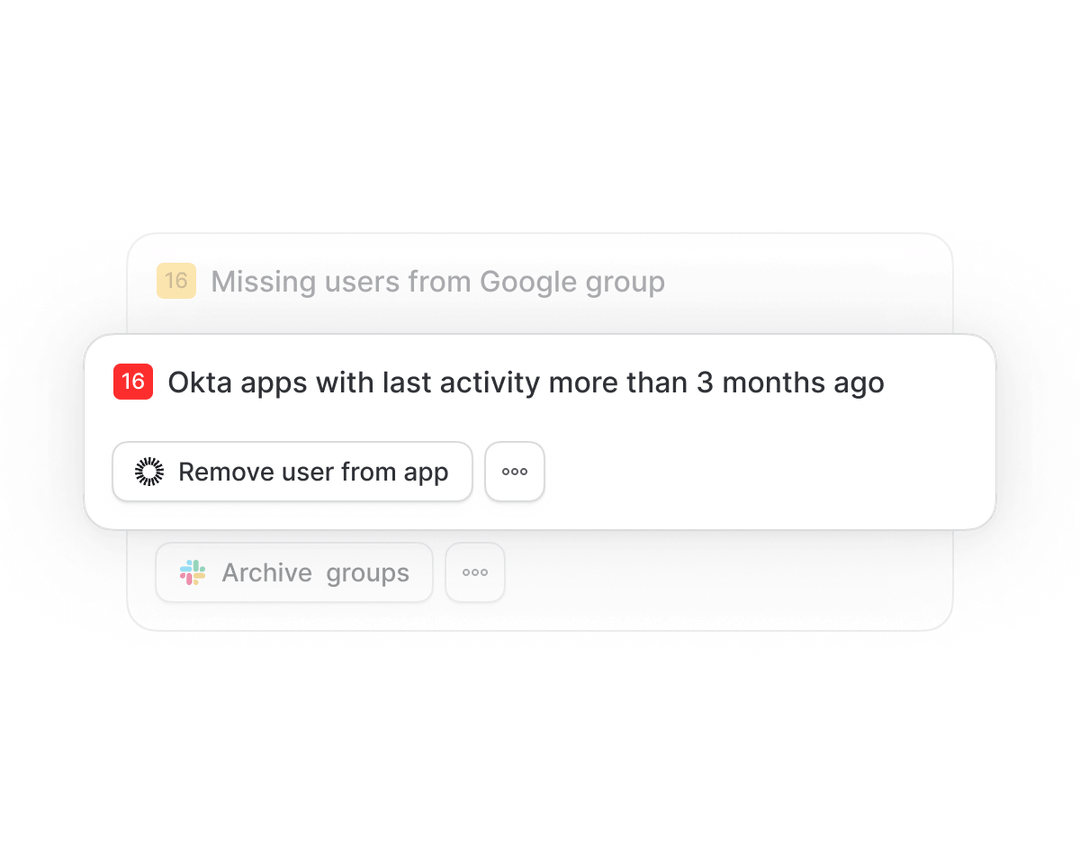 16 Missing users from Google group
16 Okta apps with last activity more than 3 months ago
Remove user from app
Archive groups